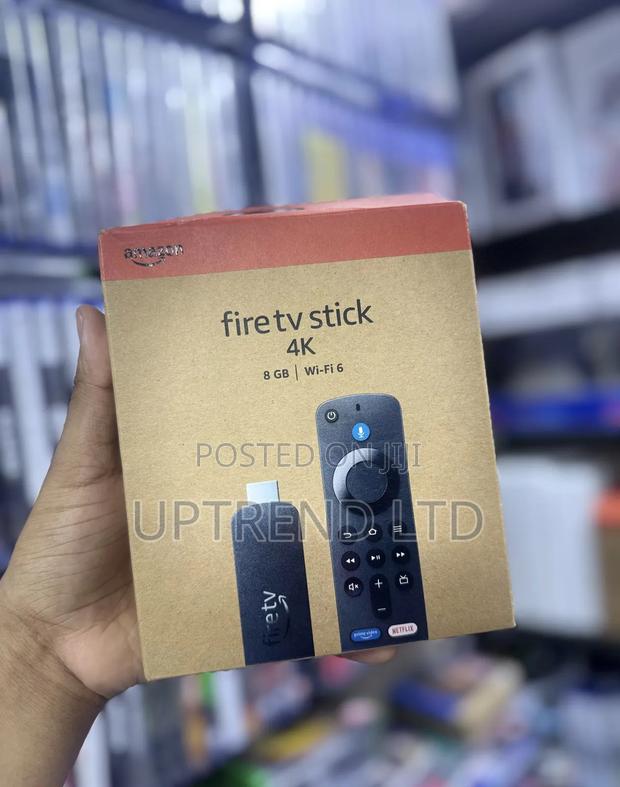 amazon
fire tv stick
4K
8 GB | Wi-Fi 6
POSTED ON JIJI
UPTREND LTD
fire tv
prime video
NETFLIX